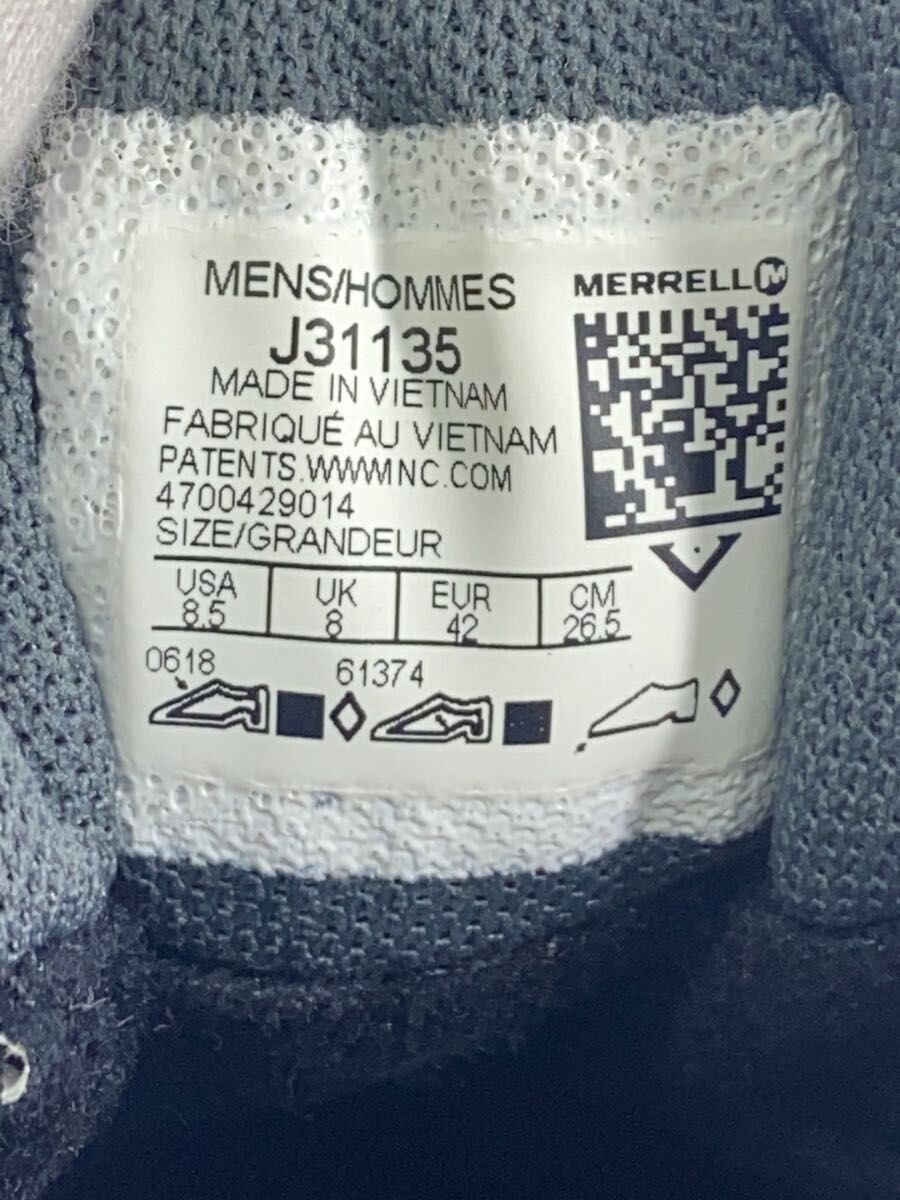 MENS/HOMMES
MERRELL M
J31135
MADE IN VIETNAM
FABRIQUÉ AU VIETNAM
PATENTS.WWWMNC.COM
4700429014
SIZE/GRANDEUR
USA UK EUR CM
8.5 8 42 26.5
0618 61374